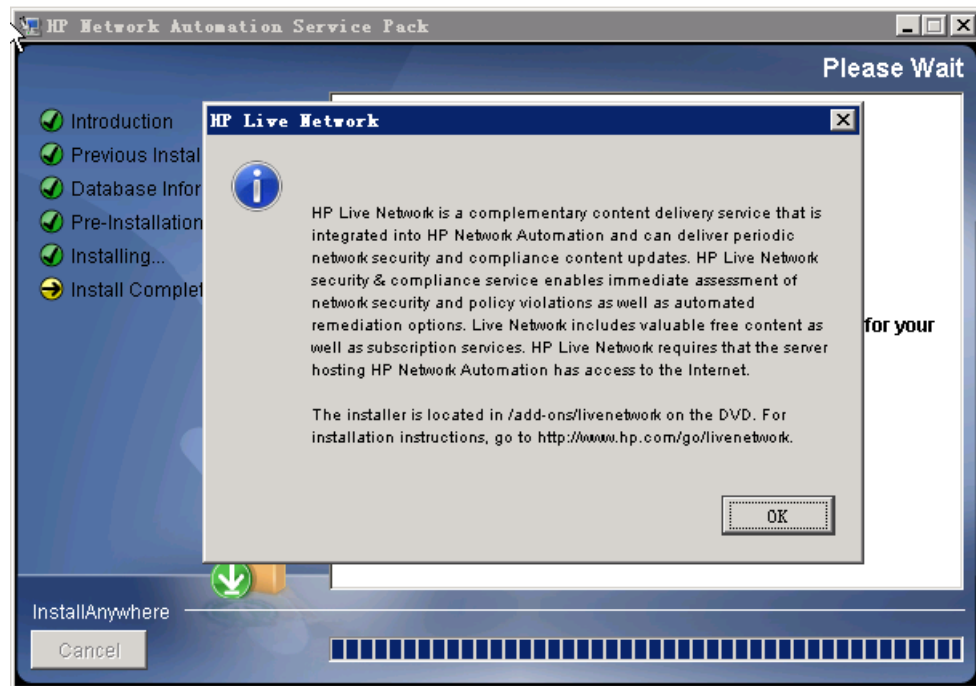 HP Network Automation Service Pack
Please Wait
Introduction
Previous Instal
Database Infor
Pre-Installation
Installing...
Install Complet
HP Live Network
HP Live Network is a complementary content delivery service that is
integrated into HP Network Automation and can deliver periodic
network security and compliance content updates. HP Live Network
security & compliance service enables immediate assessment of
network security and policy violations as well as automated
remediation options. Live Network includes valuable free content as
well as subscription services. HP Live Network requires that the server
hosting HP Network Automation has access to the Internet.
The installer is located in /add-ons/livenetwork on the DVD. For
installation instructions, go to http://www.hp.com/go/livenetwork.
OK
for your
InstallAnywhere
Cancel